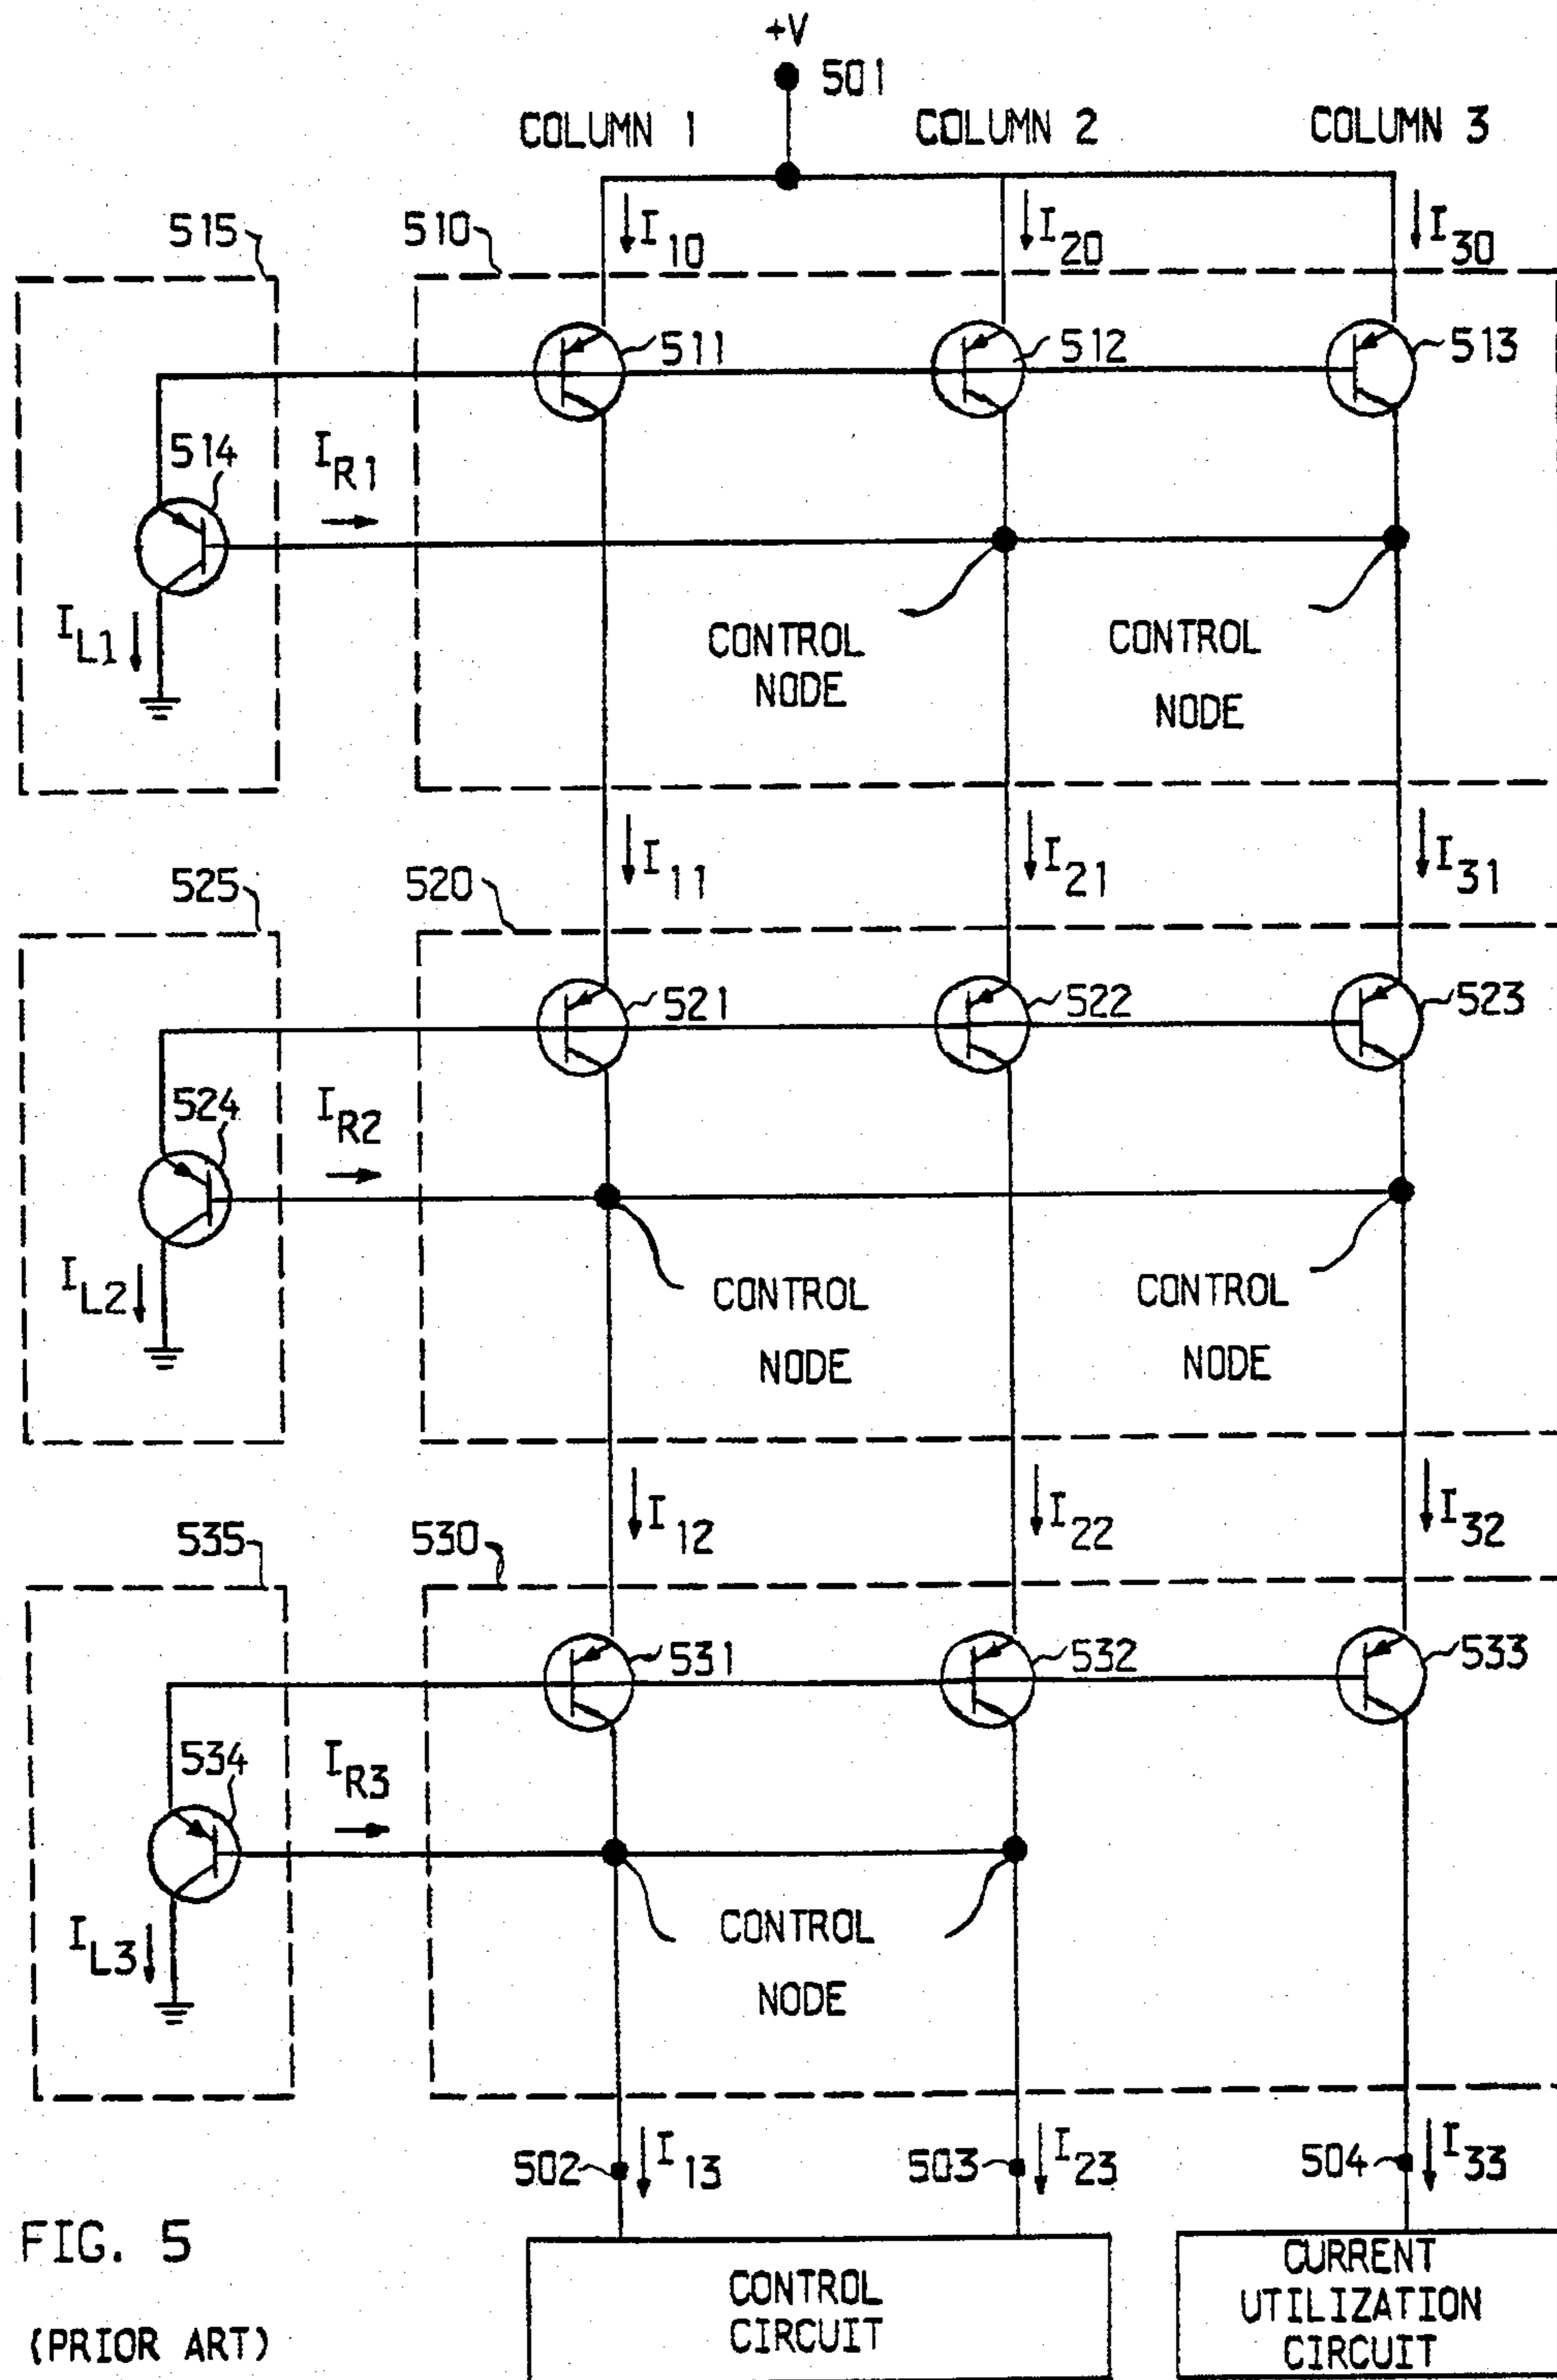 +V
501
COLUMN 1
COLUMN 2
COLUMN 3
515
510
I10
I20
I30
511
512
513
514
IR1
IL1
CONTROL
NODE
CONTROL
NODE
I11
I21
I31
525
520
521
522
523
524
IR2
IL2
CONTROL
NODE
CONTROL
NODE
I12
I22
I32
535
530
531
532
533
534
IR3
IL3
CONTROL
NODE
502
I13
503
I23
504
I33
FIG. 5
(PRIOR ART)
CONTROL
CIRCUIT
CURRENT
UTILIZATION
CIRCUIT